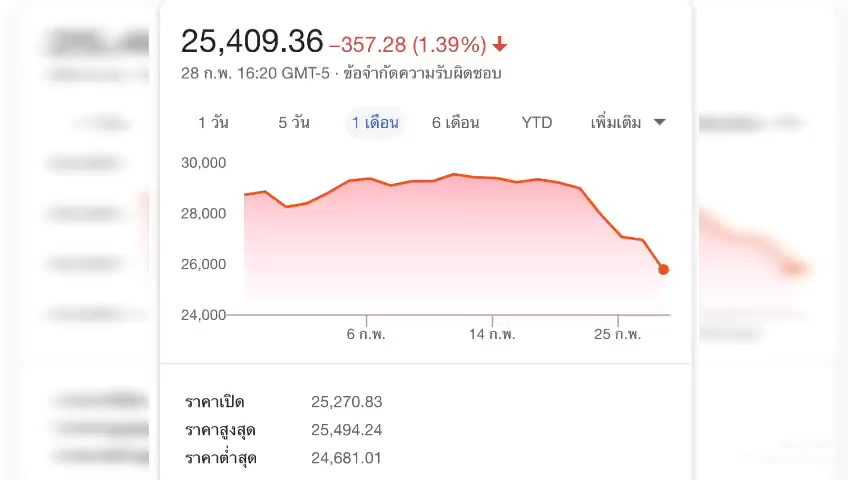 25,409.36 −357.28 (1.39%)
28 ก.พ. 16:20 GMT-5 · ข้อจำกัดความรับผิดชอบ
1 วัน 5 วัน 1 เดือน 6 เดือน YTD เพิ่มเติม
30,000
28,000
26,000
24,000
6 ก.พ. 14 ก.พ. 25 ก.พ.
ราคาเปิด 25,270.83
ราคาสูงสุด 25,494.24
ราคาต่ำสุด 24,681.01